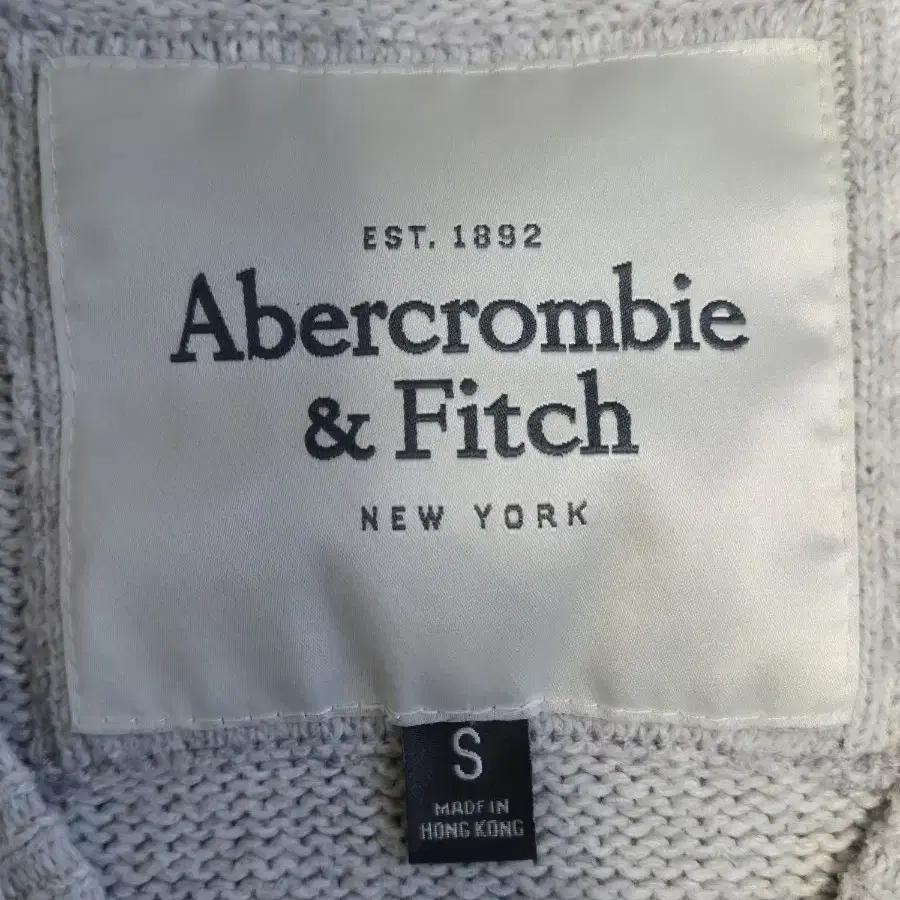 EST. 1892
Abercrombie
& Fitch
NEW YORK
S
MADE IN
HONG KONG